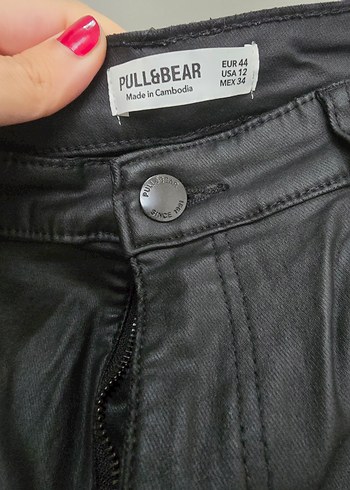 PULL&BEAR
Made in Cambodia
EUR 44
USA 12
MEX 34
PULL&BEAR
SINCE 1991